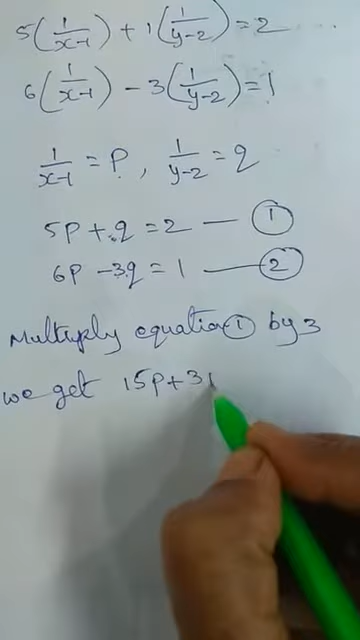 5(1/(x-1)) + 1(1/(y-2)) = 2 ...
6(1/(x-1)) - 3(1/(y-2)) = 1
1/(x-1) = P, 1/(y-2) = q
5P + q = 2 — ①
6P - 3q = 1 — ②
Multiply equation ① by 3
we get 15P + 3